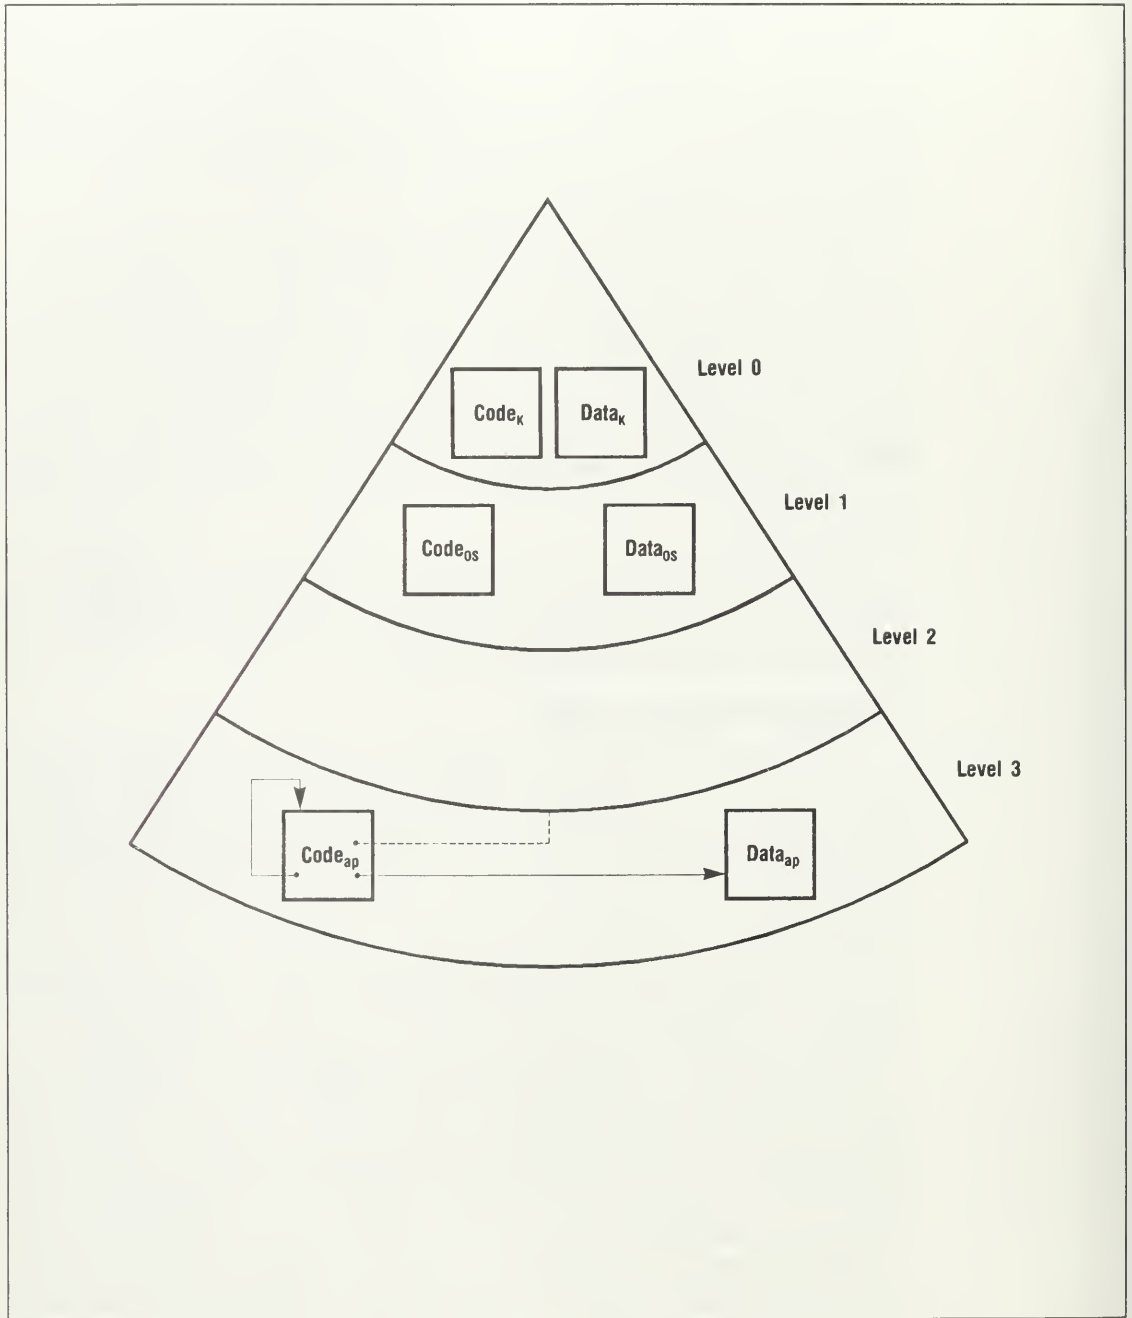 Level 0
Code_K Data_K
Level 1
Code_OS Data_OS
Level 2
Level 3
Code_ap Data_ap